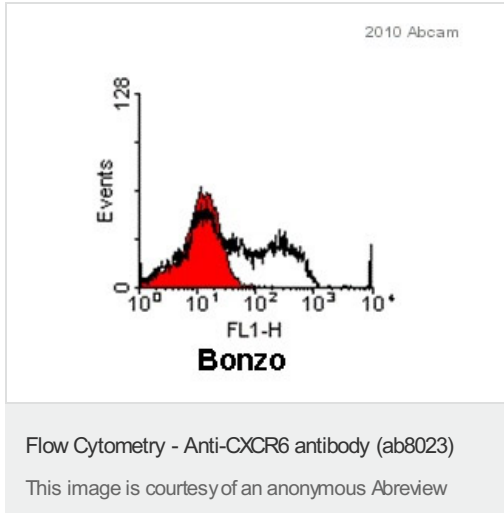 2010 Abcam
128
Events
0
10⁰ 10¹ 10² 10³ 10⁴
FL1-H
Bonzo
Flow Cytometry - Anti-CXCR6 antibody (ab8023)
This image is courtesy of an anonymous Abreview